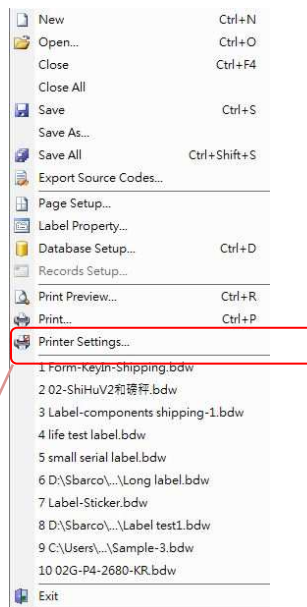 New Ctrl+N
Open... Ctrl+O
Close Ctrl+F4
Close All
Save Ctrl+S
Save As...
Save All Ctrl+Shift+S
Export Source Codes...
Page Setup...
Label Property...
Database Setup... Ctrl+D
Records Setup...
Print Preview... Ctrl+R
Print... Ctrl+P
Printer Settings...
1 Form-KeyIn-Shipping.bdw
2 02-ShiHuV2和磅秤.bdw
3 Label-components shipping-1.bdw
4 life test label.bdw
5 small serial label.bdw
6 D:\Sbarco\...\Long label.bdw
7 Label-Sticker.bdw
8 D:\Sbarco\...\Label test1.bdw
9 C:\Users\...\Sample-3.bdw
10 02G-P4-2680-KR.bdw
Exit